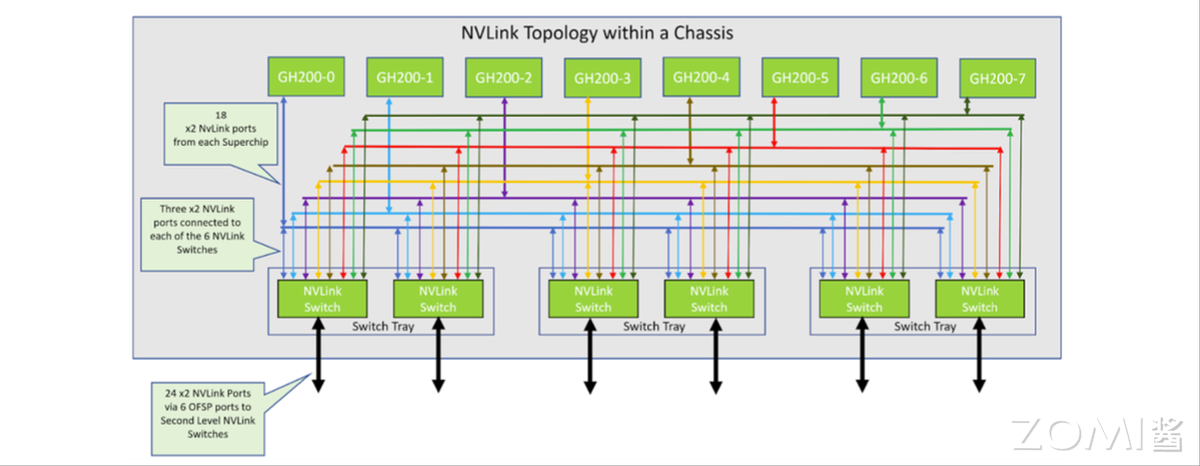 NVLink Topology within a Chassis
GH200-0
GH200-1
GH200-2
GH200-3
GH200-4
GH200-5
GH200-6
GH200-7
18
x2 NvLink ports
from each Superchip
Three x2 NVLink
ports connected to
each of the 6 NVLink
Switches
NVLink
Switch
NVLink
Switch
Switch Tray
NVLink
Switch
NVLink
Switch
Switch Tray
NVLink
Switch
NVLink
Switch
Switch Tray
24 x2 NVLink Ports
via 6 OFSP ports to
Second Level NVLink
Switches
ZOMI酱